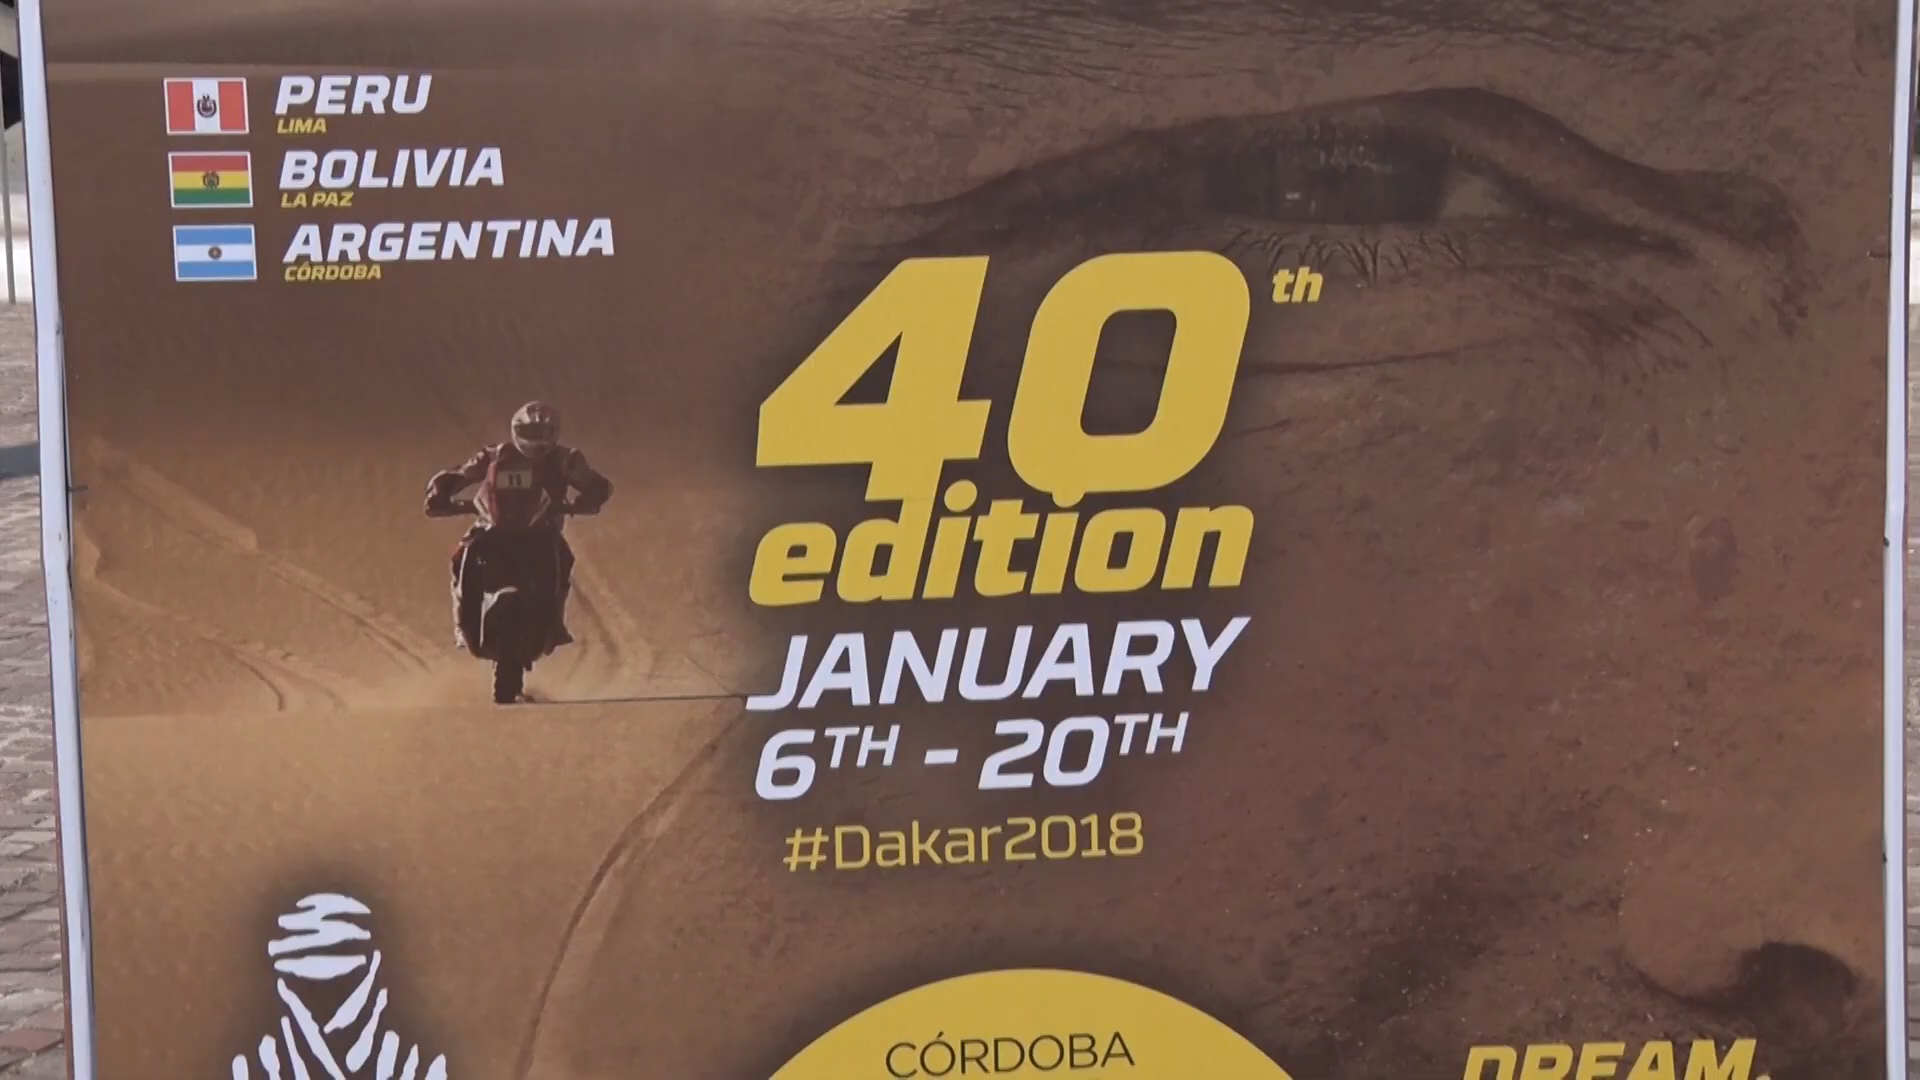 PERU
LIMA
BOLIVIA
LA PAZ
ARGENTINA
CÓRDOBA
40th
edition
JANUARY
6TH - 20TH
#Dakar2018
CÓRDOBA
DREAM.